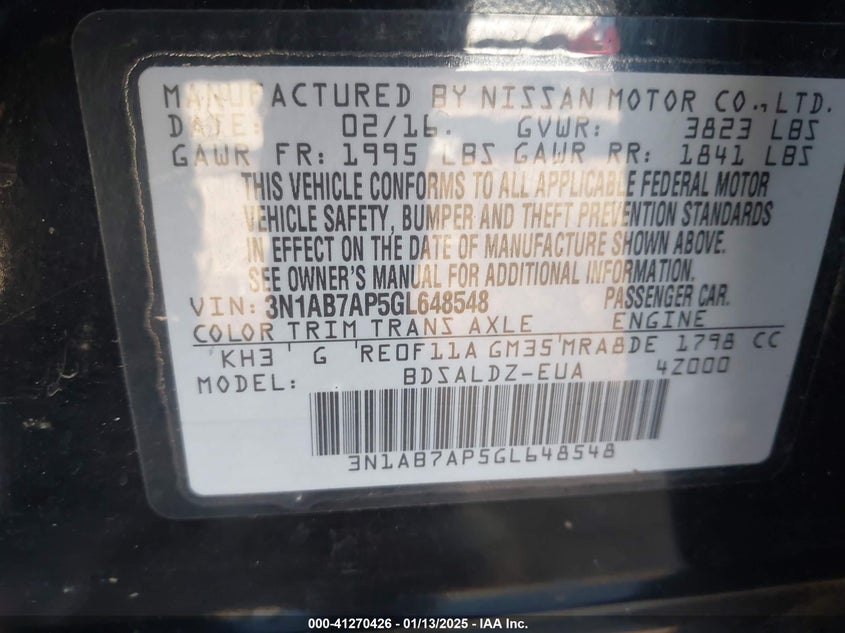 MANUFACTURED BY NISSAN MOTOR CO.,LTD.
DATE: 02/16. GVWR: 3823 LBS
GAWR FR: 1995 LBS GAWR RR: 1841 LBS
THIS VEHICLE CONFORMS TO ALL APPLICABLE FEDERAL MOTOR
VEHICLE SAFETY, BUMPER AND THEFT PREVENTION STANDARDS
IN EFFECT ON THE DATE OF MANUFACTURE SHOWN ABOVE.
SEE OWNER'S MANUAL FOR ADDITIONAL INFORMATION.
VIN: 3N1AB7AP5GL648548 PASSENGER CAR.
COLOR TRIM TRANS AXLE ENGINE
KH3 G RE0F11A GM35 MRA8DE 1798 CC
MODEL: BDSALDZ-EUA 4Z000
3N1AB7AP5GL648548
000-41270426 - 01/13/2025 - IAA Inc.